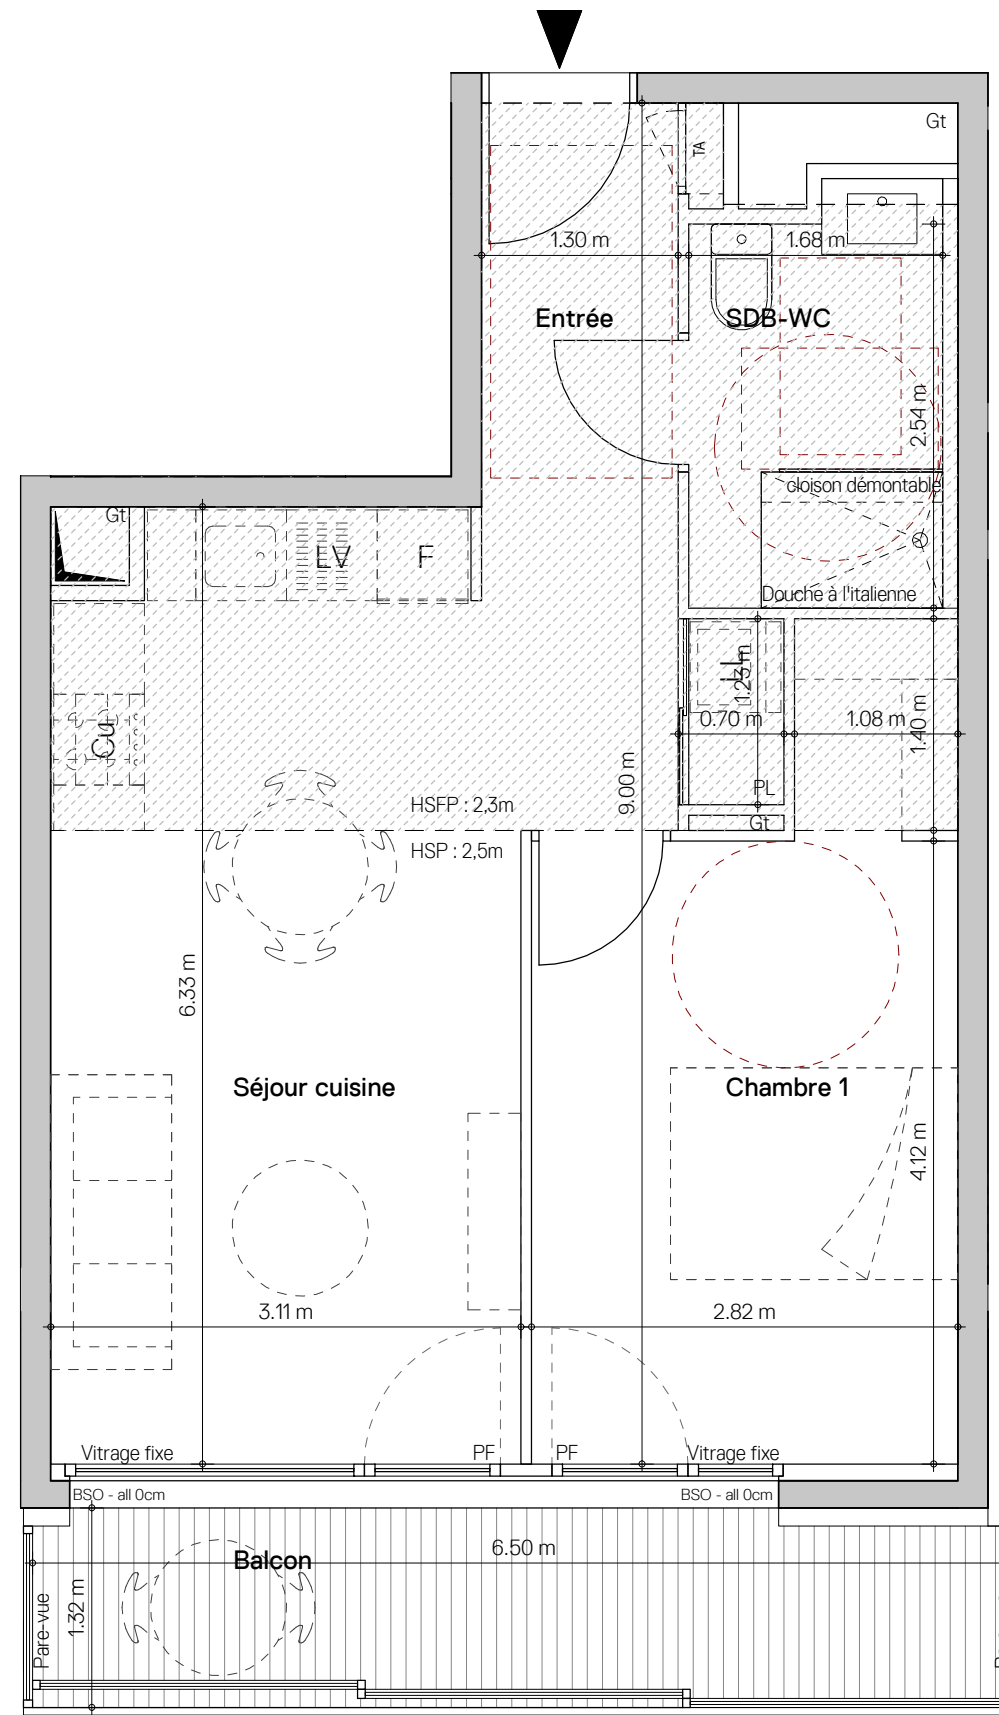 Gt
TA
1.30 m
1.68 m
Entrée
SDB-WC
2.54 m
cloison démontable
Gt
LV
F
Douche à l'italienne
LL
1.23 m
0.70 m
1.08 m
1.40 m
Cu
9.00 m
PL
HSFP : 2,3m
Gt
HSP : 2,5m
6.33 m
Séjour cuisine
Chambre 1
4.12 m
3.11 m
2.82 m
Vitrage fixe
PF
PF
Vitrage fixe
BSO - all 0cm
BSO - all 0cm
6.50 m
Balcon
Pare-vue
1.32 m